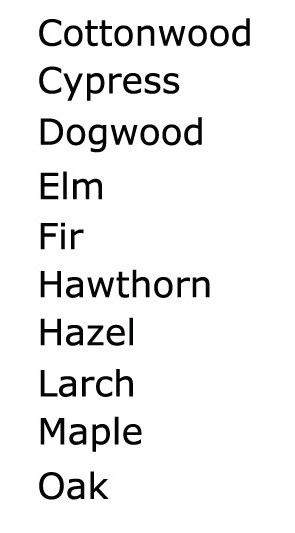 Cottonwood
Cypress
Dogwood
Elm
Fir
Hawthorn
Hazel
Larch
Maple
Oak